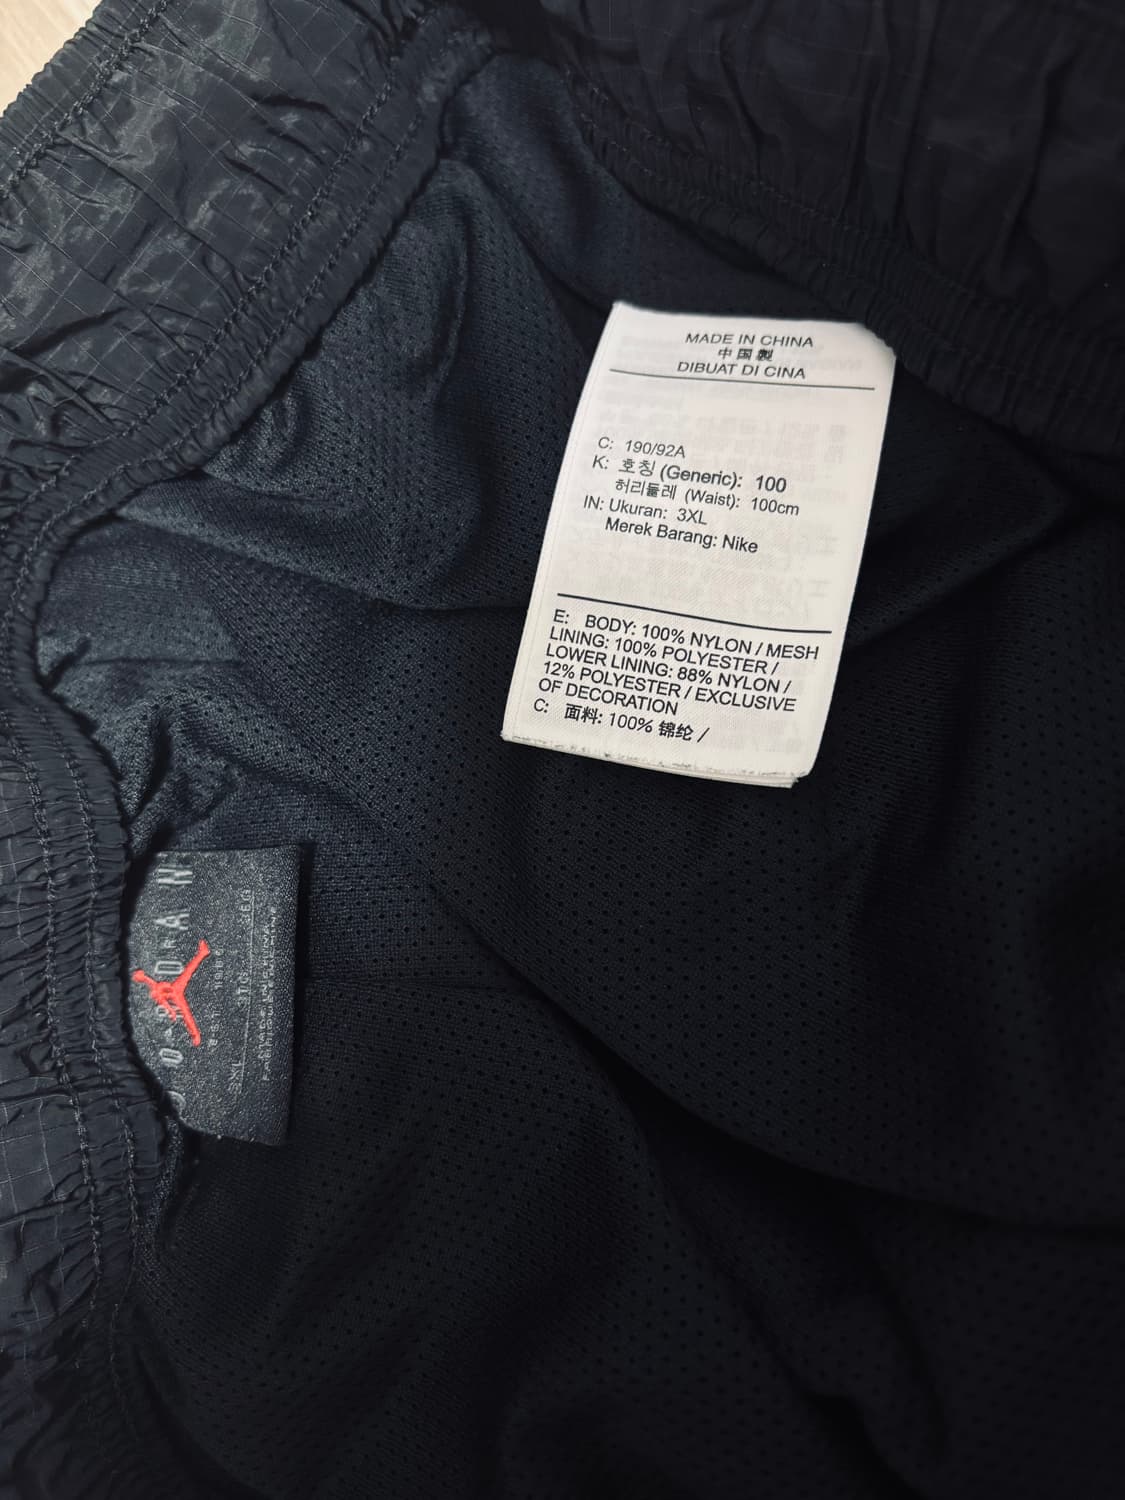 MADE IN CHINA
中国製
DIBUAT DI CINA
C: 190/92A
K: 호칭 (Generic): 100
허리둘레 (Waist): 100cm
IN: Ukuran: 3XL
Merek Barang: Nike
E: BODY: 100% NYLON / MESH
LINING: 100% POLYESTER /
LOWER LINING: 88% NYLON /
12% POLYESTER / EXCLUSIVE
OF DECORATION
C: 面料: 100% 锦纶 /
3XL